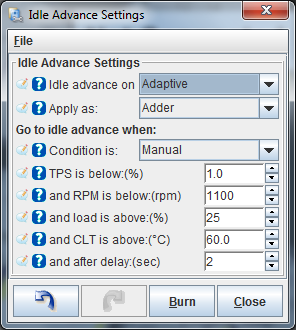 Idle Advance Settings
File
Idle Advance Settings
Idle advance on Adaptive
Apply as: Adder
Go to idle advance when:
Condition is: Manual
TPS is below:(%) 1.0
and RPM is below:(rpm) 1100
and load is above:(%) 25
and CLT is above:(°C) 60.0
and after delay:(sec) 2
Burn Close